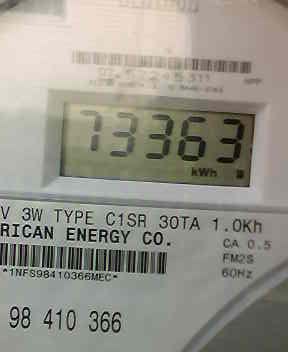 73363
kWh
V 3W TYPE C1SR 30TA 1.0Kh
RICAN ENERGY CO.
CA 0.5
FM2S
60Hz
*1NFS98410366MEC*
98 410 366